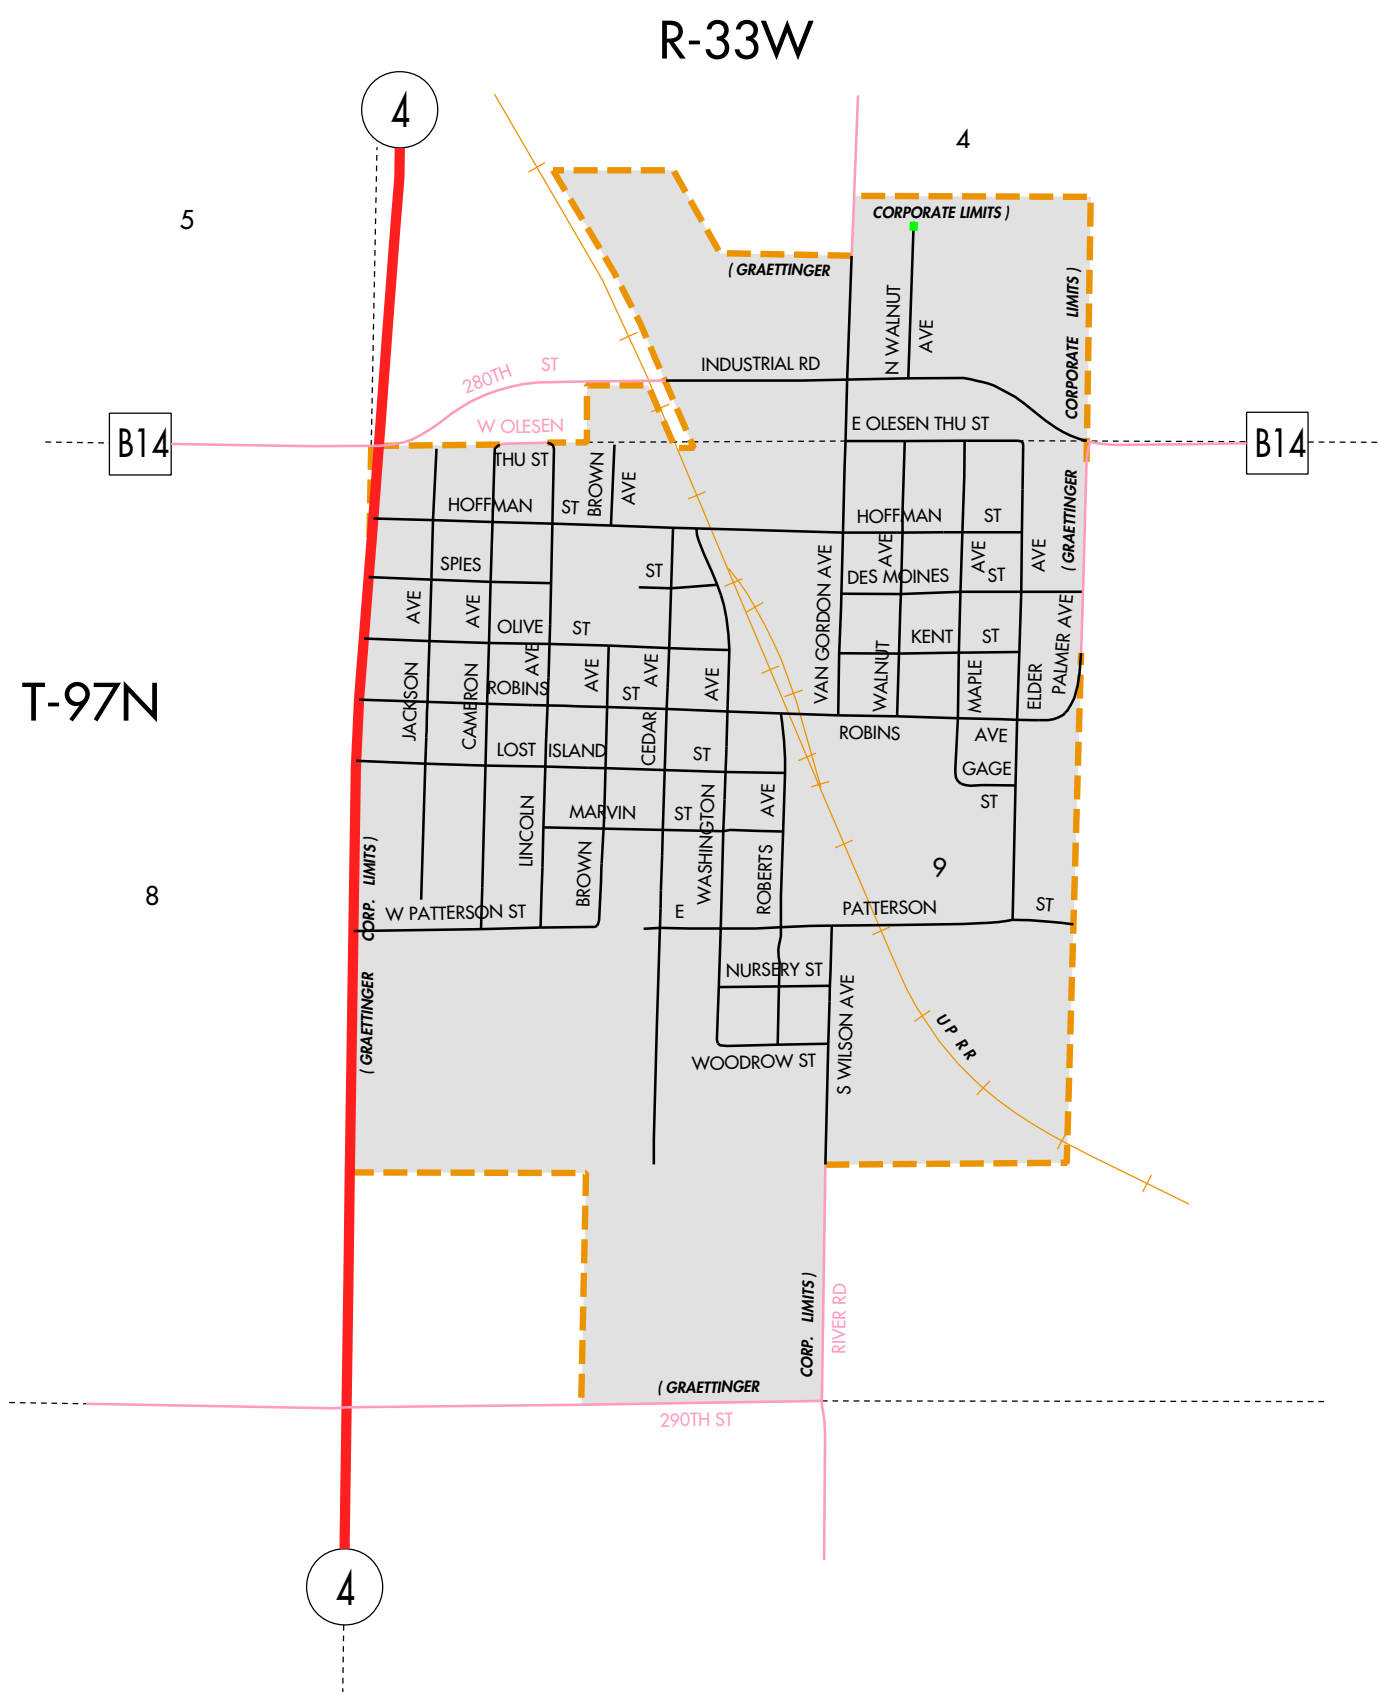 R-33W
4
4
5
CORPORATE LIMITS )
( GRAETTINGER
CORPORATE LIMITS )
N WALNUT
AVE
INDUSTRIAL RD
280TH ST
W OLESEN
THU ST
E OLESEN THU ST
B14
B14
BROWN
AVE
HOFFMAN ST
HOFFMAN ST
( GRAETTINGER
SPIES ST
AVE
AVE
AVE
DES MOINES ST
VAN GORDON AVE
AVE
AVE
OLIVE ST
KENT ST
PALMER AVE
AVE
AVE
AVE
AVE
T-97N
JACKSON
CAMERON
ROBINS ST
WALNUT
MAPLE
ELDER
CEDAR
ROBINS AVE
LOST ISLAND ST
GAGE
ST
AVE
MARVIN ST
LINCOLN
BROWN
WASHINGTON
ROBERTS
8
9
( GRAETTINGER CORP. LIMITS )
W PATTERSON ST
E PATTERSON ST
NURSERY ST
S WILSON AVE
U P R R
WOODROW ST
CORP. LIMITS )
RIVER RD
( GRAETTINGER
290TH ST
4